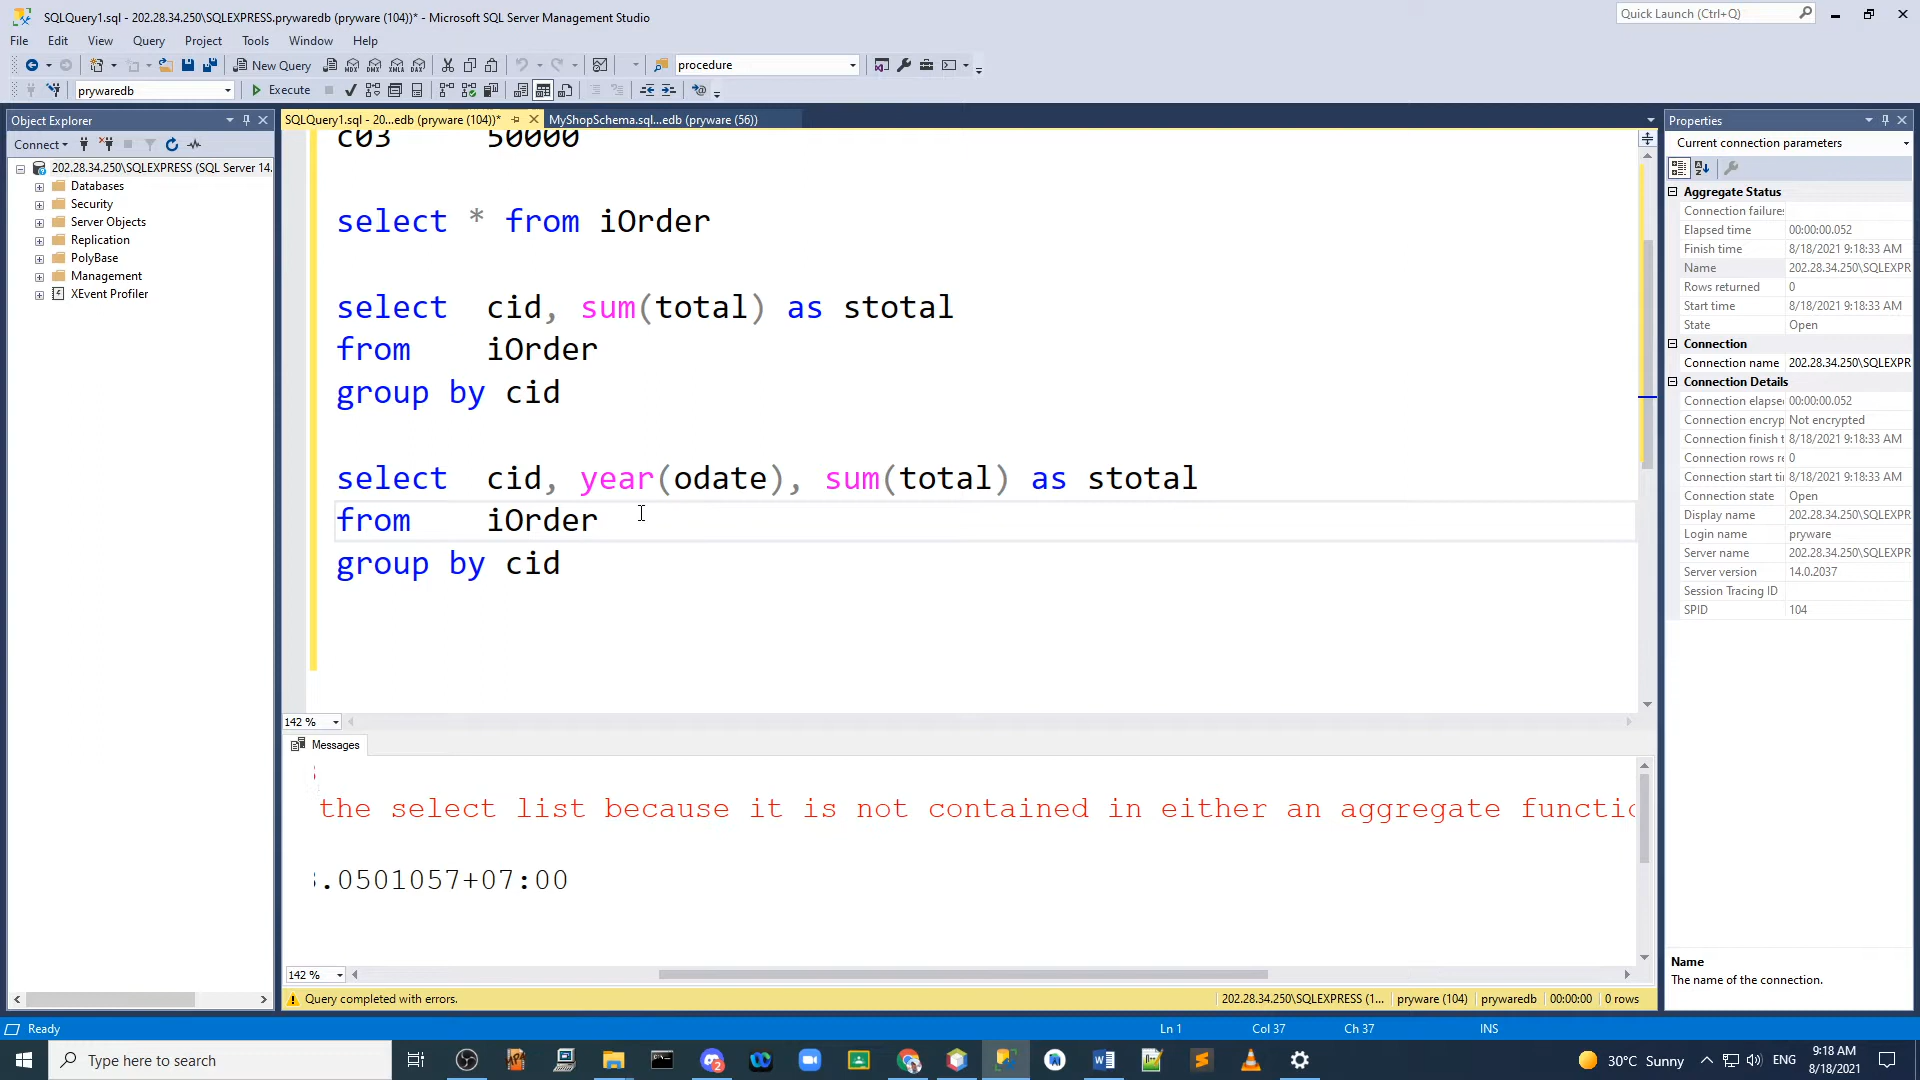 SQLQuery1.sql - 202.28.34.250\SQLEXPRESS.prywaredb (pryware (104))* - Microsoft SQL Server Management Studio
Quick Launch (Ctrl+Q)
File Edit View Query Project Tools Window Help
New Query
procedure
prywaredb
Execute
Object Explorer
SQLQuery1.sql - 20...edb (pryware (104))*
MyShopSchema.sql...edb (pryware (56))
Properties
Connect
202.28.34.250\SQLEXPRESS (SQL Server 14.
Databases
Security
Server Objects
Replication
PolyBase
Management
XEvent Profiler
c03 50000
select * from iOrder
select cid, sum(total) as stotal
from iOrder
group by cid
select cid, year(odate), sum(total) as stotal
from iOrder
group by cid
142 %
Messages
the select list because it is not contained in either an aggregate functio
.0501057+07:00
142 %
Query completed with errors.
202.28.34.250\SQLEXPRESS (1... pryware (104) prywaredb 00:00:00 0 rows
Current connection parameters
Aggregate Status
Connection failures
Elapsed time 00:00:00.052
Finish time 8/18/2021 9:18:33 AM
Name 202.28.34.250\SQLEXPR
Rows returned 0
Start time 8/18/2021 9:18:33 AM
State Open
Connection
Connection name 202.28.34.250\SQLEXPR
Connection Details
Connection elapse 00:00:00.052
Connection encryp Not encrypted
Connection finish t 8/18/2021 9:18:33 AM
Connection rows re 0
Connection start ti 8/18/2021 9:18:33 AM
Connection state Open
Display name 202.28.34.250\SQLEXPR
Login name pryware
Server name 202.28.34.250\SQLEXPR
Server version 14.0.2037
Session Tracing ID
SPID 104
Name
The name of the connection.
Ready
Ln 1 Col 37 Ch 37 INS
Type here to search
30°C Sunny
ENG
9:18 AM
8/18/2021